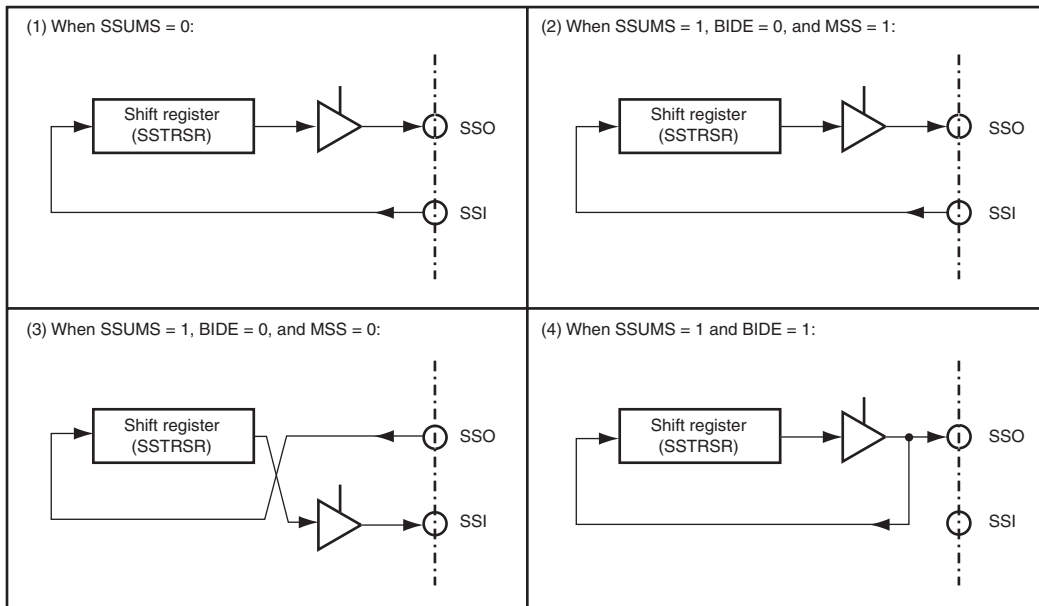 (1) When SSUMS = 0:
Shift register
(SSTRSR)
SSO
SSI
(2) When SSUMS = 1, BIDE = 0, and MSS = 1:
Shift register
(SSTRSR)
SSO
SSI
(3) When SSUMS = 1, BIDE = 0, and MSS = 0:
Shift register
(SSTRSR)
SSO
SSI
(4) When SSUMS = 1 and BIDE = 1:
Shift register
(SSTRSR)
SSO
SSI